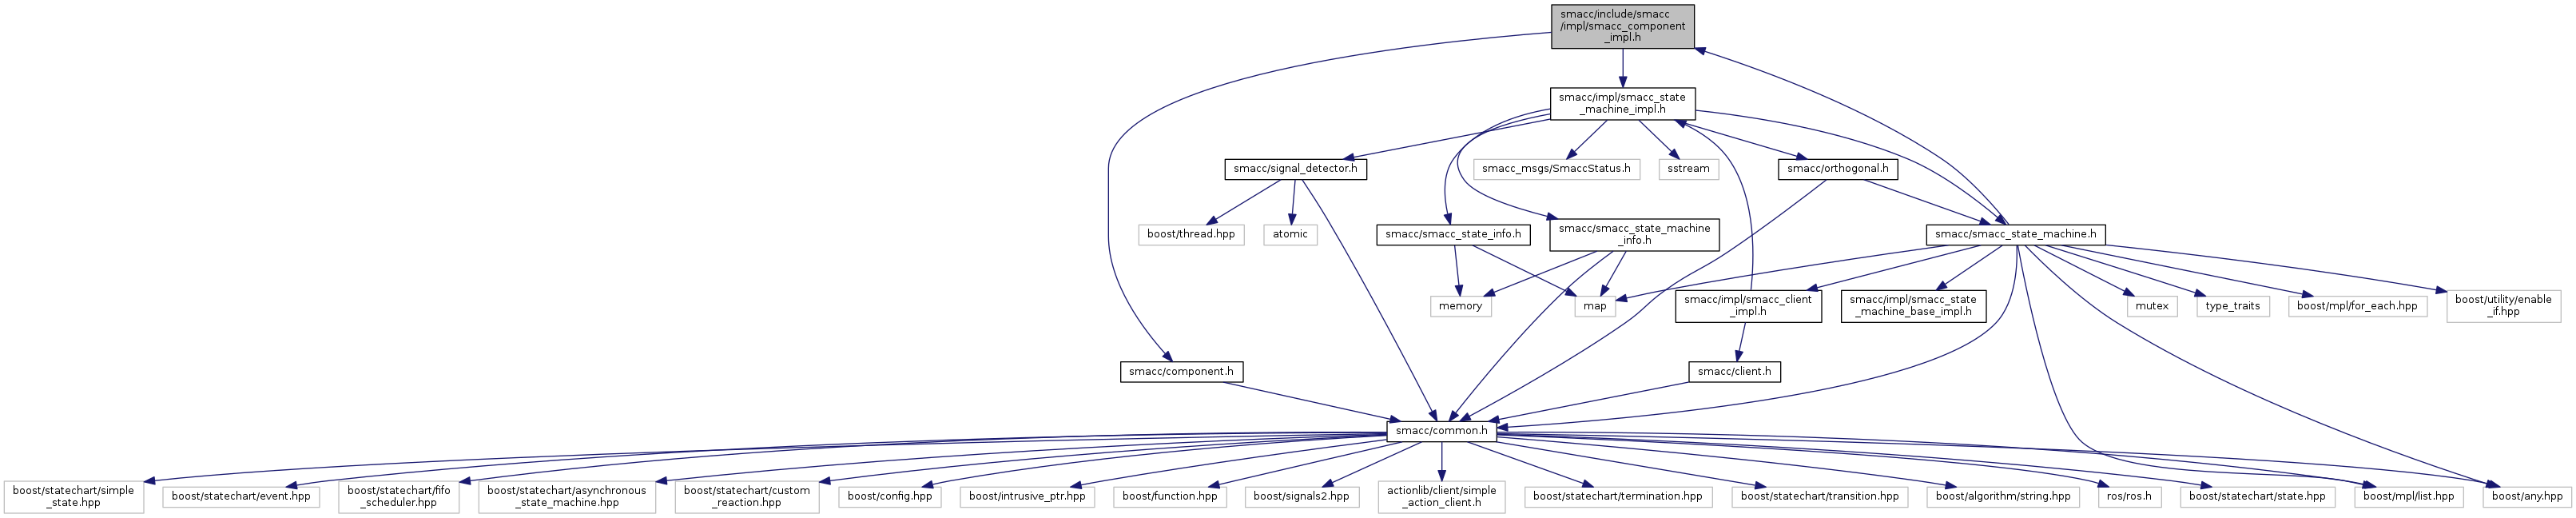 smacc/include/smacc
/impl/smacc_component
_impl.h
smacc/impl/smacc_state
_machine_impl.h
smacc/signal_detector.h
smacc_msgs/SmaccStatus.h
sstream
smacc/orthogonal.h
boost/thread.hpp
atomic
smacc/smacc_state_info.h
smacc/smacc_state_machine
_info.h
smacc/smacc_state_machine.h
memory
map
smacc/impl/smacc_client
_impl.h
smacc/impl/smacc_state
_machine_base_impl.h
mutex
type_traits
boost/mpl/for_each.hpp
boost/utility/enable
_if.hpp
smacc/component.h
smacc/client.h
smacc/common.h
boost/statechart/simple
_state.hpp
boost/statechart/event.hpp
boost/statechart/fifo
_scheduler.hpp
boost/statechart/asynchronous
_state_machine.hpp
boost/statechart/custom
_reaction.hpp
boost/config.hpp
boost/intrusive_ptr.hpp
boost/function.hpp
boost/signals2.hpp
actionlib/client/simple
_action_client.h
boost/statechart/termination.hpp
boost/statechart/transition.hpp
boost/algorithm/string.hpp
ros/ros.h
boost/statechart/state.hpp
boost/mpl/list.hpp
boost/any.hpp